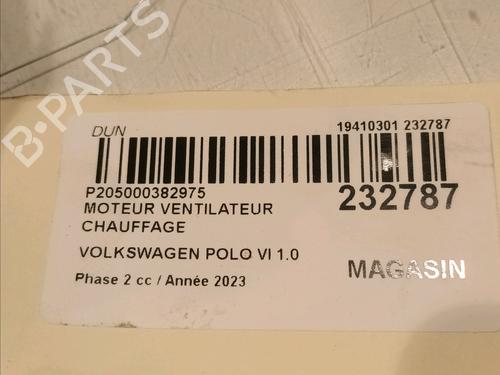 B-PARTS
DUN
19410301 232787
P205000382975
232787
MOTEUR VENTILATEUR
CHAUFFAGE
VOLKSWAGEN POLO VI 1.0
MAGASIN
Phase 2 cc / Année 2023